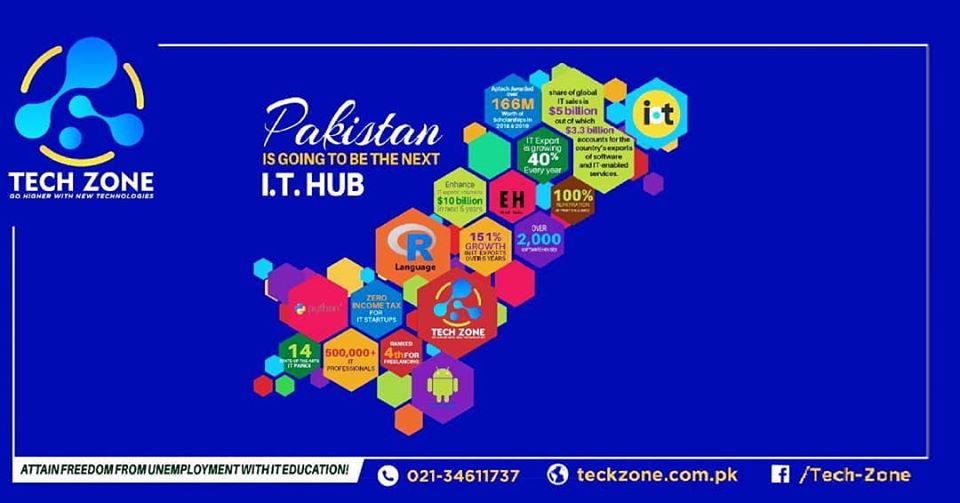 TECH ZONE
GO HIGHER WITH NEW TECHNOLOGIES
Pakistan
IS GOING TO BE THE NEXT
I.T. HUB
Aptech Awarded
over
166M
Worth of
Scholarships in
2018 & 2019
share of global
IT sales is
$5 billion
out of which
$3.3 billion
accounts for the
country's exports
of software
and IT-enabled
services.
i.t
IT Export
is growing
40%
Every year
Enhance
$10 billion
in next 5 years
EH
100%
R
Language
151%
GROWTH
IN IT EXPORTS
OVER 5 YEARS
OVER
2,000
python
ZERO
INCOME TAX
FOR
IT STARTUPS
TECH ZONE
14
STATE OF THE ARTS
IT PARKS
500,000+
IT
PROFESSIONALS
RANKED
4th FOR
FREELANCING
ATTAIN FREEDOM FROM UNEMPLOYMENT WITH IT EDUCATION!
021-34611737
teckzone.com.pk
f /Tech-Zone